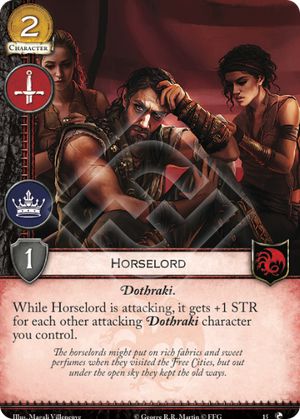 2
CHARACTER
1
HORSELORD
Dothraki.
While Horselord is attacking, it gets +1 STR
for each other attacking Dothraki character
you control.
The horselords might put on rich fabrics and sweet
perfumes when they visited the Free Cities, but out
under the open sky they kept the old ways.
Illus. Magali Villeneuve © George R.R. Martin © FFG 15